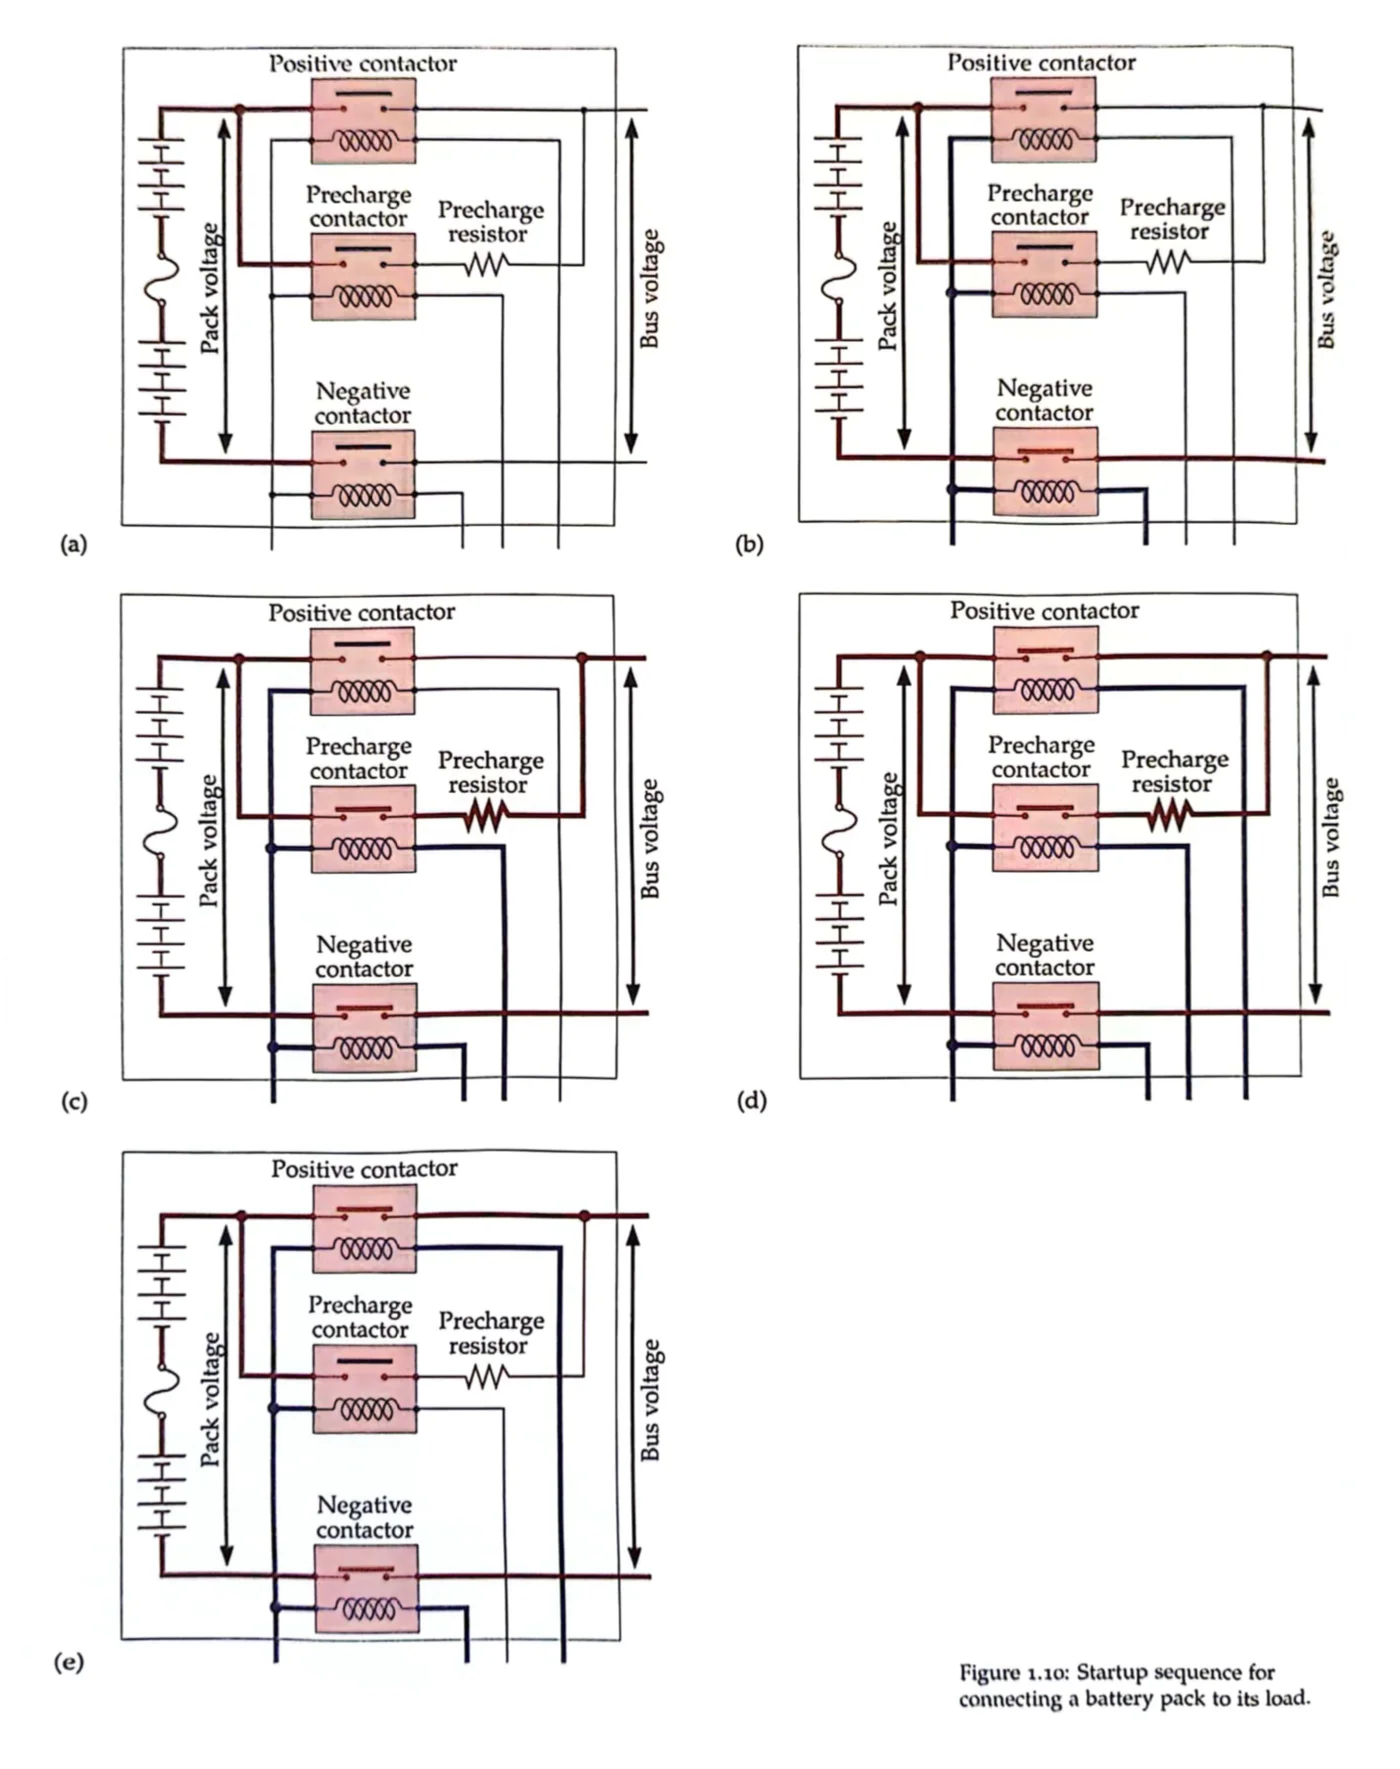 Positive contactor
Precharge
contactor
Precharge
resistor
Pack voltage
Bus voltage
Negative
contactor
(a)
Positive contactor
Precharge
contactor
Precharge
resistor
Pack voltage
Bus voltage
Negative
contactor
(b)
Positive contactor
Precharge
contactor
Precharge
resistor
Pack voltage
Bus voltage
Negative
contactor
(c)
Positive contactor
Precharge
contactor
Precharge
resistor
Pack voltage
Bus voltage
Negative
contactor
(d)
Positive contactor
Precharge
contactor
Precharge
resistor
Pack voltage
Bus voltage
Negative
contactor
(e)
Figure 1.10: Startup sequence for
connecting a battery pack to its load.